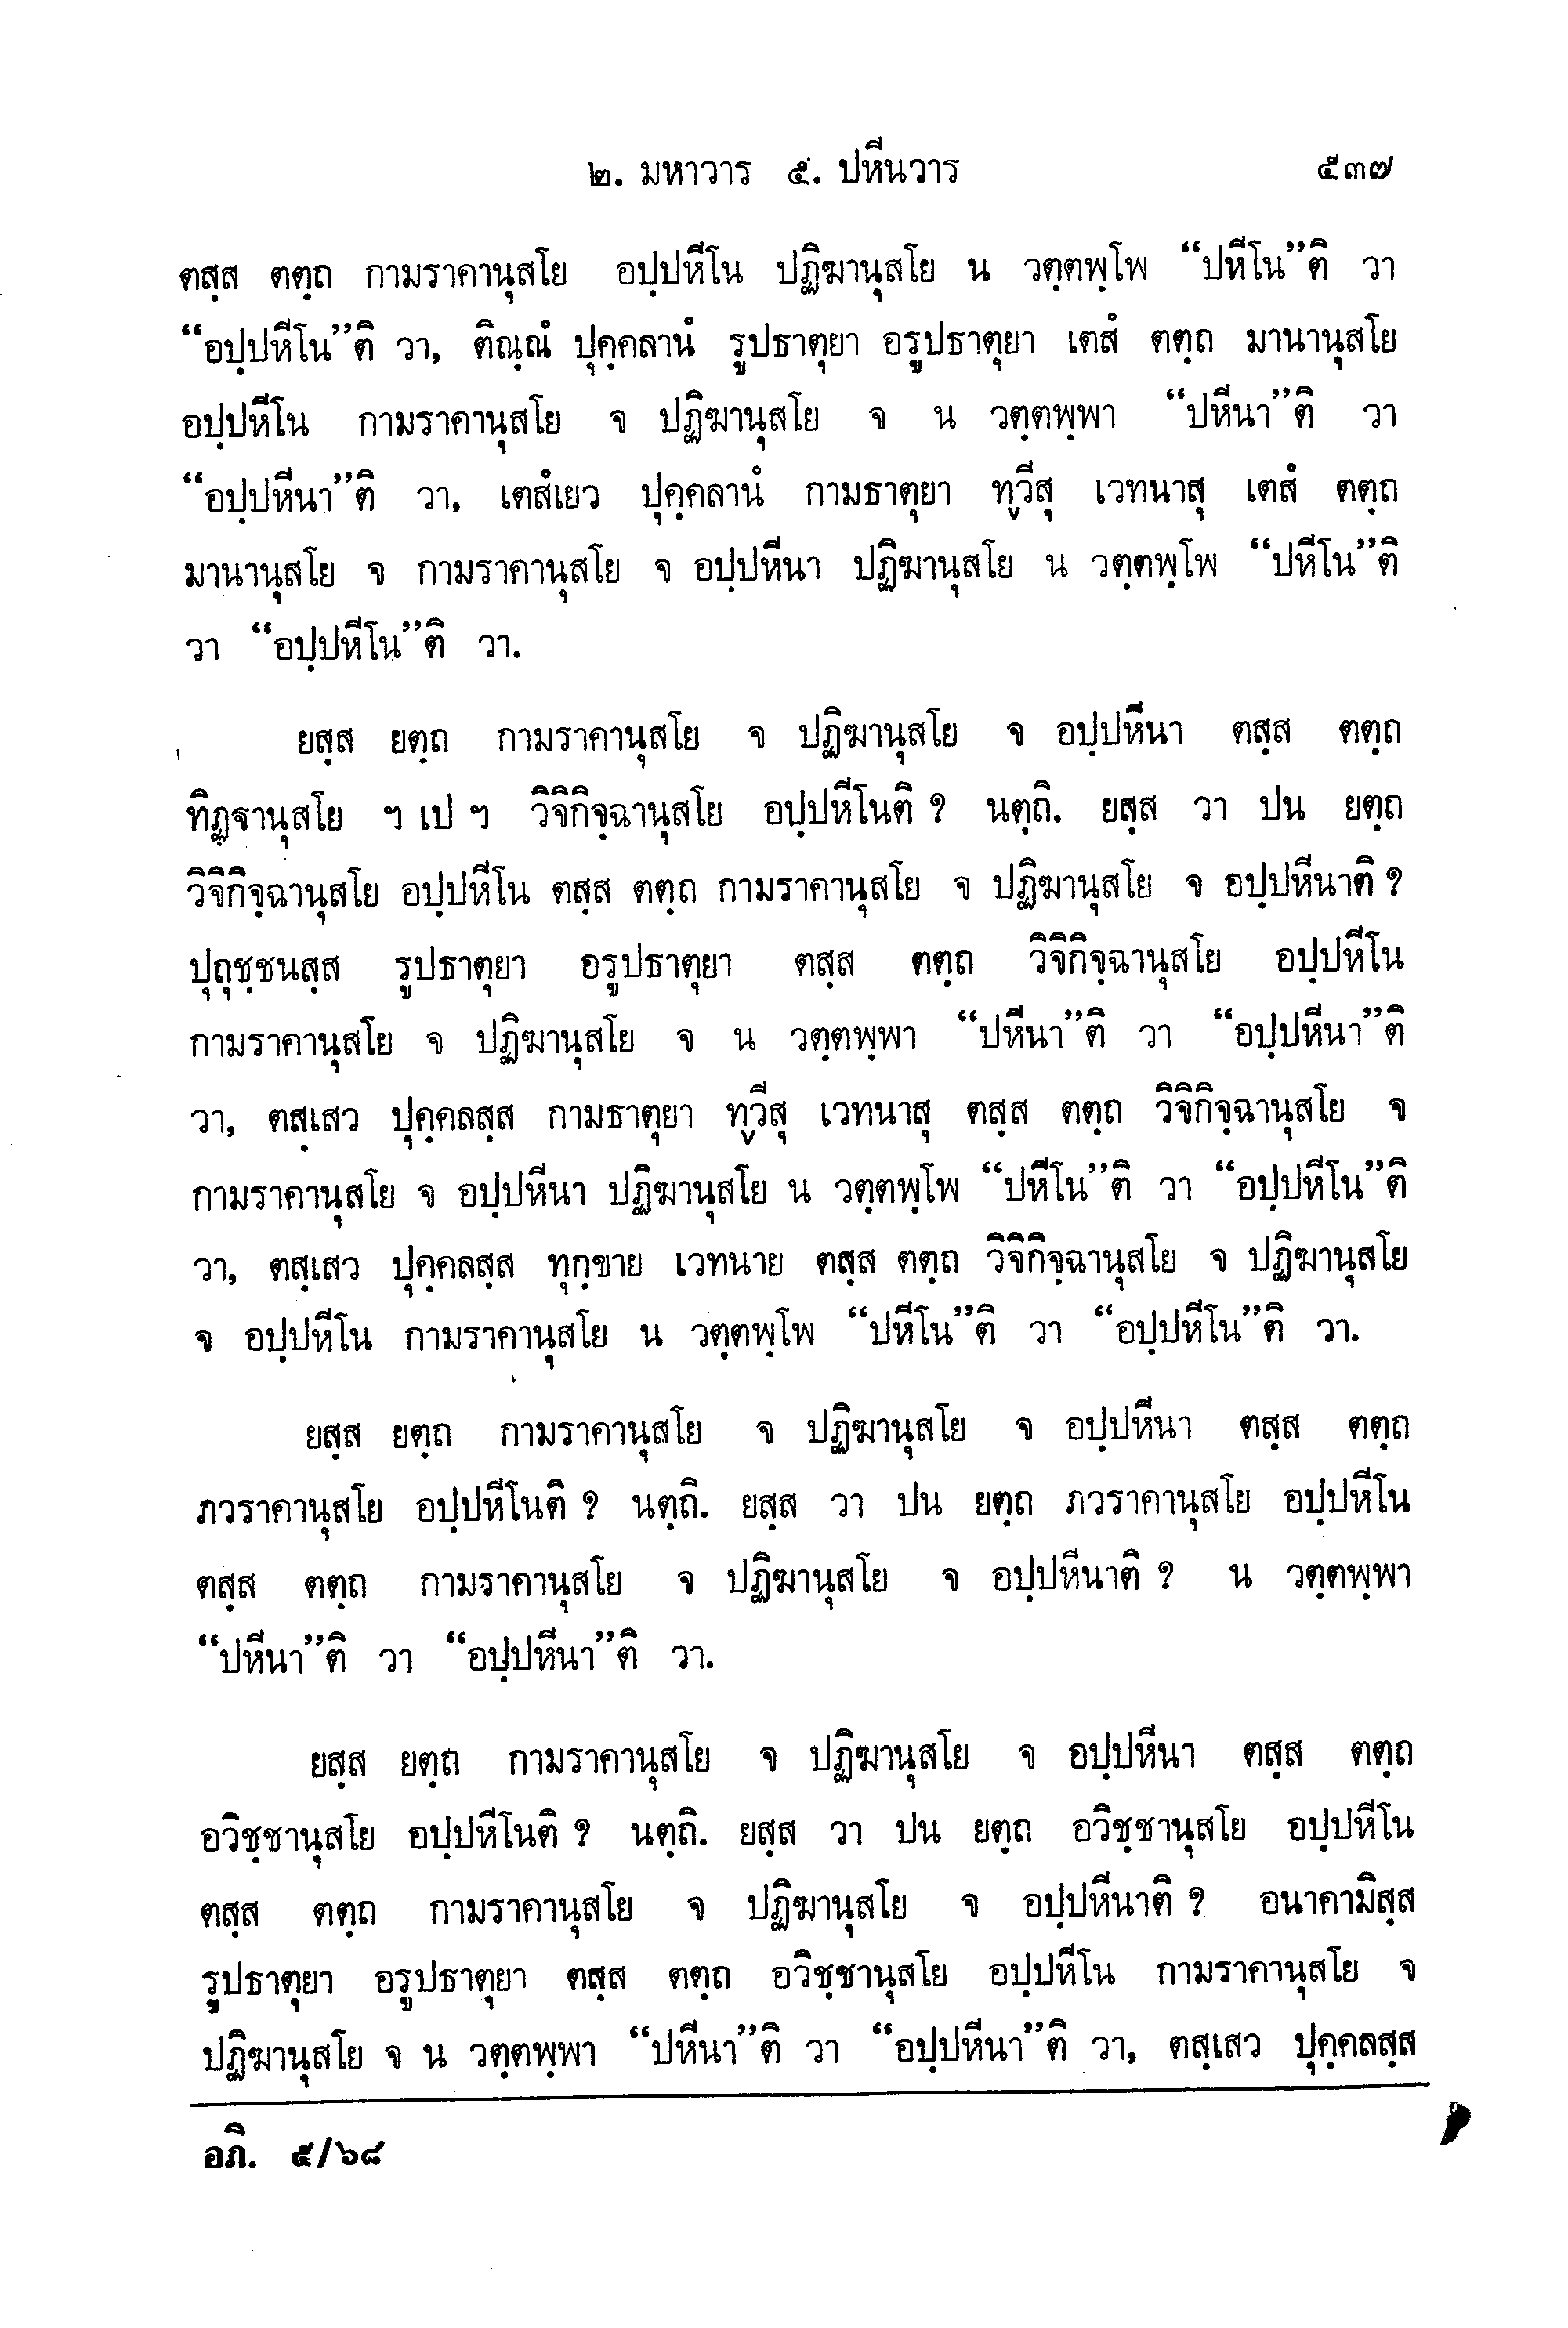 ๒. มหาวาร ๕. ปหีนวาร ๕๓๗
ตสฺส ตตฺถ กามราคานุสโย อปฺปหีโน ปฏิฆานุสโย น วตฺตพฺโพ “ปหีโน”ติ วา
“อปฺปหีโน”ติ วา, ติณฺณํ ปุคฺคลานํ รูปธาตุยา อรูปธาตุยา เตสํ ตตฺถ มานานุสโย
อปฺปหีโน กามราคานุสโย จ ปฏิฆานุสโย จ น วตฺตพฺพา “ปหีนา”ติ วา
“อปฺปหีนา”ติ วา, เตสํเยว ปุคฺคลานํ กามธาตุยา ทฺวีสุ เวทนาสุ เตสํ ตตฺถ
มานานุสโย จ กามราคานุสโย จ อปฺปหีนา ปฏิฆานุสโย น วตฺตพฺโพ “ปหีโน”ติ
วา “อปฺปหีโน”ติ วา.
ยสฺส ยตฺถ กามราคานุสโย จ ปฏิฆานุสโย จ อปฺปหีนา ตสฺส ตตฺถ
ทิฏฺฐานุสโย ฯ เป ฯ วิจิกิจฺฉานุสโย อปฺปหีโนติ ? นตฺถิ. ยสฺส วา ปน ยตฺถ
วิจิกิจฺฉานุสโย อปฺปหีโน ตสฺส ตตฺถ กามราคานุสโย จ ปฏิฆานุสโย จ อปฺปหีนาติ ?
ปุถุชฺชนสฺส รูปธาตุยา อรูปธาตุยา ตสฺส ตตฺถ วิจิกิจฺฉานุสโย อปฺปหีโน
กามราคานุสโย จ ปฏิฆานุสโย จ น วตฺตพฺพา “ปหีนา”ติ วา “อปฺปหีนา”ติ
วา, ตสฺเสว ปุคฺคลสฺส กามธาตุยา ทฺวีสุ เวทนาสุ ตสฺส ตตฺถ วิจิกิจฺฉานุสโย จ
กามราคานุสโย จ อปฺปหีนา ปฏิฆานุสโย น วตฺตพฺโพ “ปหีโน”ติ วา “อปฺปหีโน”ติ
วา, ตสฺเสว ปุคฺคลสฺส ทุกฺขาย เวทนาย ตสฺส ตตฺถ วิจิกิจฺฉานุสโย จ ปฏิฆานุสโย
จ อปฺปหีโน กามราคานุสโย น วตฺตพฺโพ “ปหีโน”ติ วา “อปฺปหีโน”ติ วา.
ยสฺส ยตฺถ กามราคานุสโย จ ปฏิฆานุสโย จ อปฺปหีนา ตสฺส ตตฺถ
ภวราคานุสโย อปฺปหีโนติ ? นตฺถิ. ยสฺส วา ปน ยตฺถ ภวราคานุสโย อปฺปหีโน
ตสฺส ตตฺถ กามราคานุสโย จ ปฏิฆานุสโย จ อปฺปหีนาติ ? น วตฺตพฺพา
“ปหีนา”ติ วา “อปฺปหีนา”ติ วา.
ยสฺส ยตฺถ กามราคานุสโย จ ปฏิฆานุสโย จ อปฺปหีนา ตสฺส ตตฺถ
อวิชฺชานุสโย อปฺปหีโนติ ? นตฺถิ. ยสฺส วา ปน ยตฺถ อวิชฺชานุสโย อปฺปหีโน
ตสฺส ตตฺถ กามราคานุสโย จ ปฏิฆานุสโย จ อปฺปหีนาติ ? อนาคามิสฺส
รูปธาตุยา อรูปธาตุยา ตสฺส ตตฺถ อวิชฺชานุสโย อปฺปหีโน กามราคานุสโย จ
ปฏิฆานุสโย จ น วตฺตพฺพา “ปหีนา”ติ วา “อปฺปหีนา”ติ วา, ตสฺเสว ปุคฺคลสฺส
อภิ. ๕/๖๘